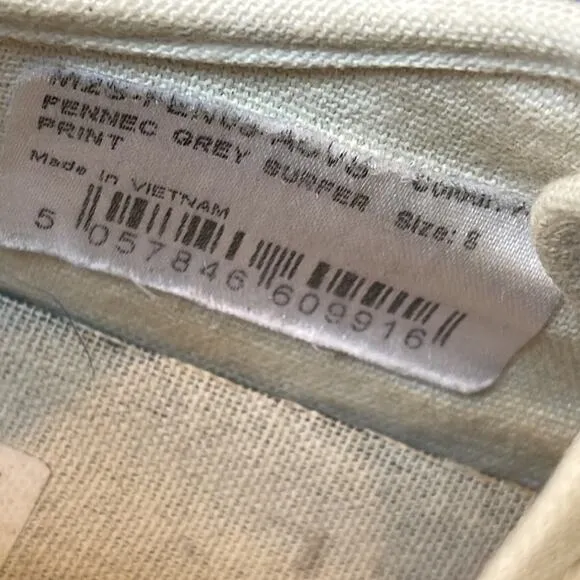 FENNEC GREY SURFER
PRINT
Size: 8
Made in VIETNAM
5 057846 609916